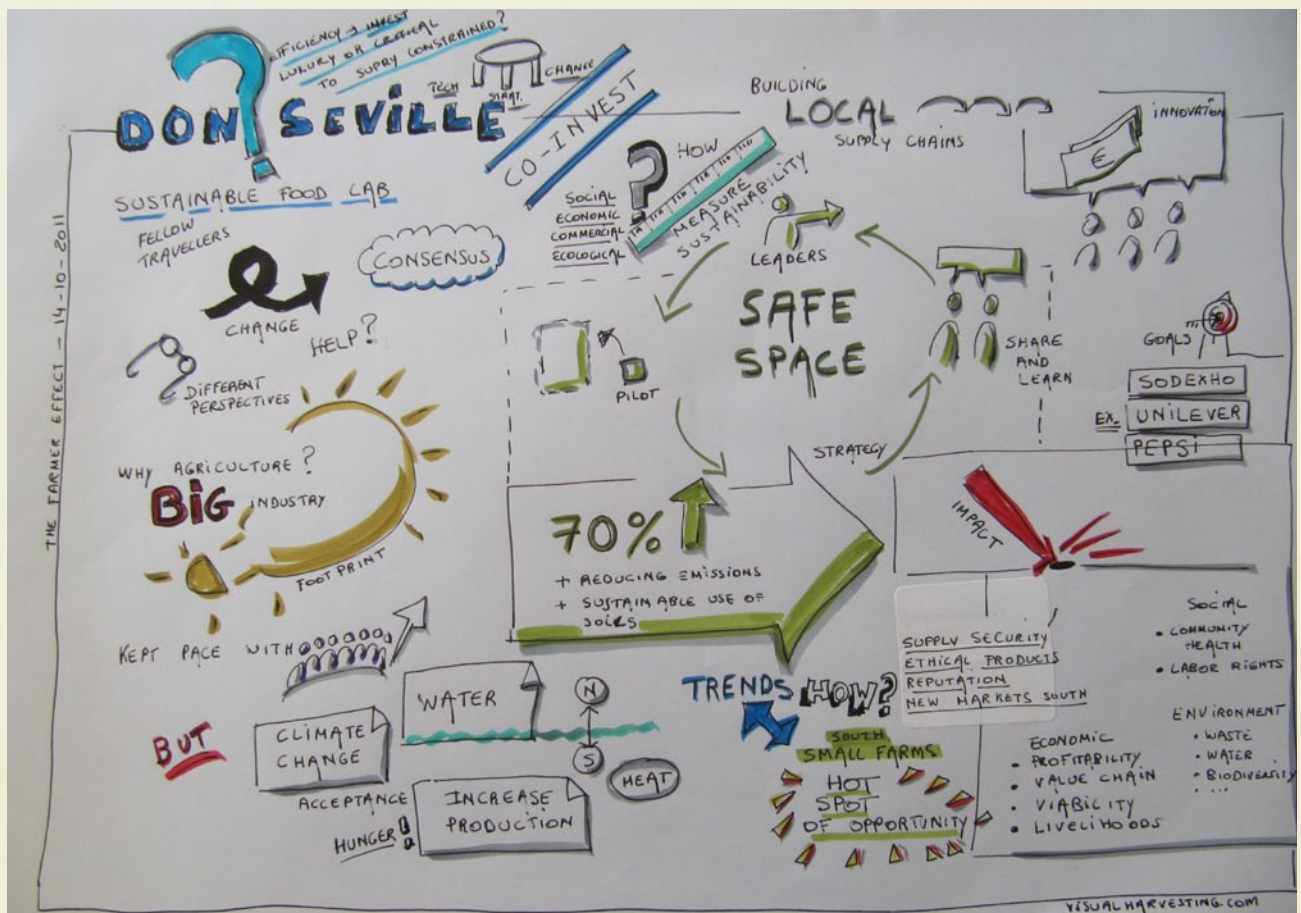 EFFICIENCY → INVEST
LUXURY OR CRITICAL
TO SUPPLY CONSTRAINED?
TECH
START.
CHANGE
DON SEVILLE
CO-INVEST
SUSTAINABLE FOOD LAB
FELLOW
TRAVELLERS
CONSENSUS
CHANGE
HELP?
DIFFERENT
PERSPECTIVES
THE FARMER EFFECT - 14-10-2011
WHY AGRICULTURE?
BIG INDUSTRY
FOOTPRINT
KEPT PACE WITH
BUT
CLIMATE
CHANGE
ACCEPTANCE
HUNGER!
WATER
N
S
HEAT
INCREASE
PRODUCTION
SOCIAL
ECONOMIC
COMMERCIAL
ECOLOGICAL
HOW
MEASURE
SUSTAINABILITY
BUILDING
LOCAL
SUPPLY CHAINS
INNOVATION
€
LEADERS
SAFE
SPACE
PILOT
SHARE
AND
LEARN
STRATEGY
70%
+ REDUCING EMISSIONS
+ SUSTAINABLE USE OF
SOILS
GOALS
EX.
SODEXHO
UNILEVER
PEPSI
IMPACT
SUPPLY SECURITY
ETHICAL PRODUCTS
REPUTATION
NEW MARKETS SOUTH
TRENDS HOW?
SOUTH
SMALL FARMS
HOT
SPOT
OF OPPORTUNITY
SOCIAL
• COMMUNITY
HEALTH
• LABOR RIGHTS
ENVIRONMENT
• WASTE
• WATER
• BIODIVERSITY
• ...
ECONOMIC
• PROFITABILITY
• VALUE CHAIN
• VIABILITY
• LIVELIHOODS
VISUALHARVESTING.COM